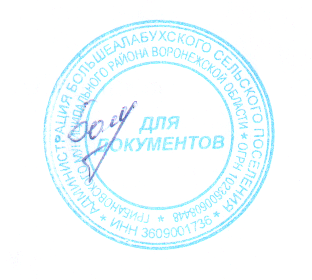 АДМИНИСТРАЦИЯ БОЛЬШЕАЛАБУХСКОГО СЕЛЬСКОГО ПОСЕЛЕНИЯ
* ИНН 3609001736 *
ГРИБАНОВСКОГО МУНИЦИПАЛЬНОГО РАЙОНА ВОРОНЕЖСКОЙ ОБЛАСТИ * ОГРН
ДЛЯ
ДОКУМЕНТОВ